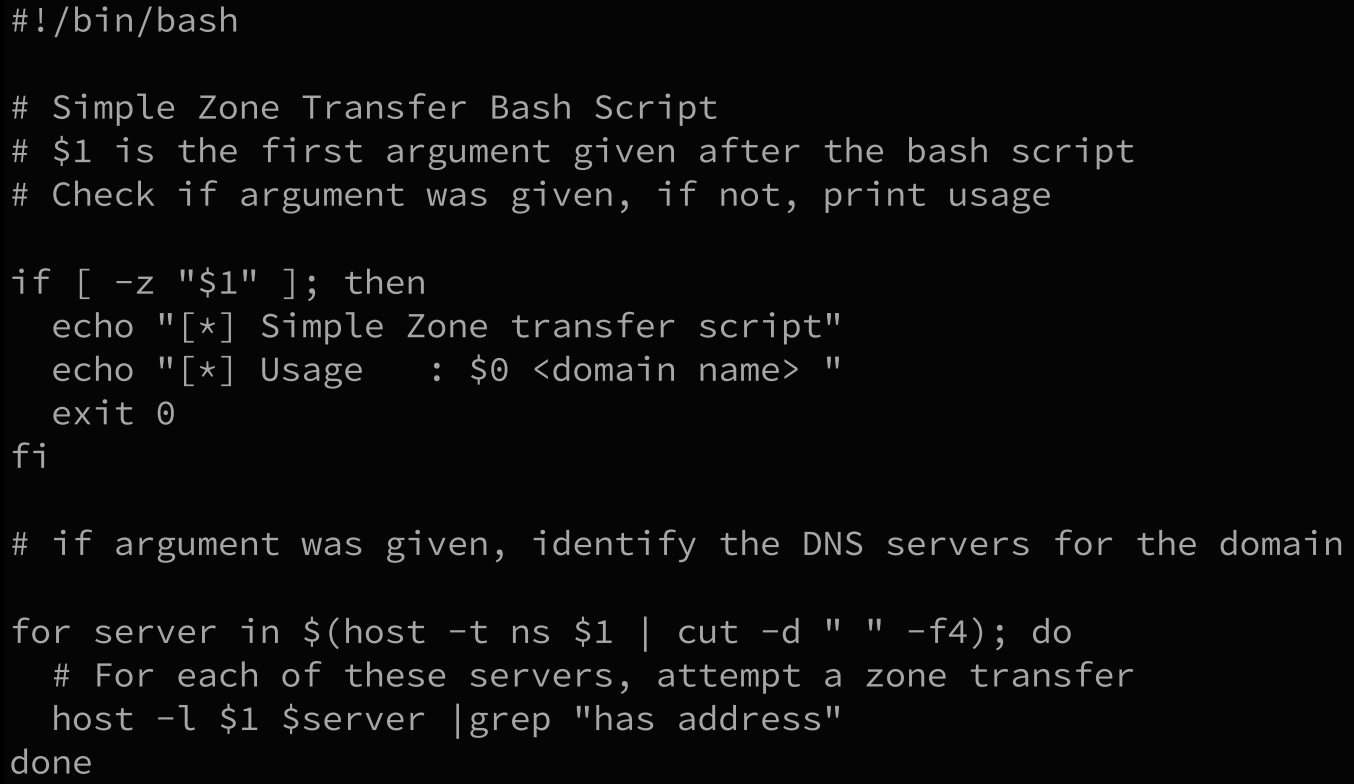 #!/bin/bash

# Simple Zone Transfer Bash Script
# $1 is the first argument given after the bash script
# Check if argument was given, if not, print usage

if [ -z "$1" ]; then
  echo "[*] Simple Zone transfer script"
  echo "[*] Usage   : $0 <domain name> "
  exit 0
fi

# if argument was given, identify the DNS servers for the domain

for server in $(host -t ns $1 | cut -d " " -f4); do
  # For each of these servers, attempt a zone transfer
  host -l $1 $server |grep "has address"
done